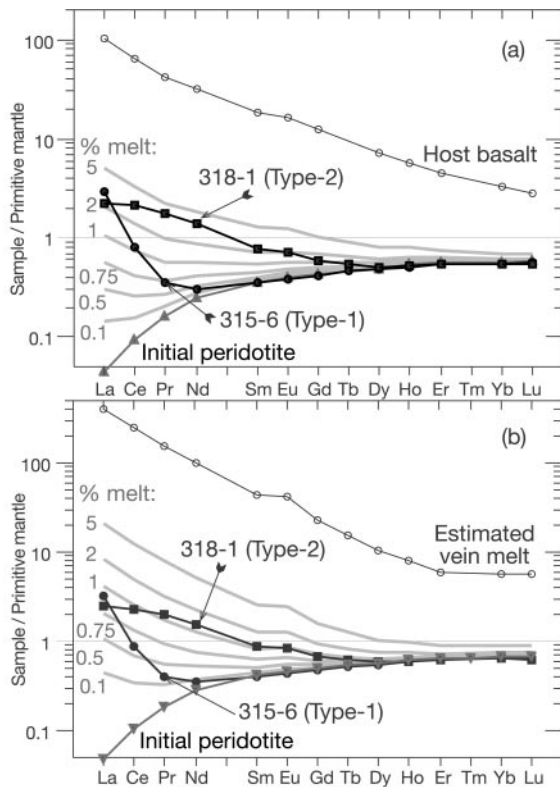 (a)
100
10
1
0.1
Sample / Primitive mantle
% melt:
5
2
1
0.75
0.5
0.1
Host basalt
318-1 (Type-2)
315-6 (Type-1)
Initial peridotite
La Ce Pr Nd Sm Eu Gd Tb Dy Ho Er Tm Yb Lu
(b)
100
10
1
0.1
Sample / Primitive mantle
% melt:
5
2
1
0.75
0.5
0.1
318-1 (Type-2)
Estimated
vein melt
315-6 (Type-1)
Initial peridotite
La Ce Pr Nd Sm Eu Gd Tb Dy Ho Er Tm Yb Lu